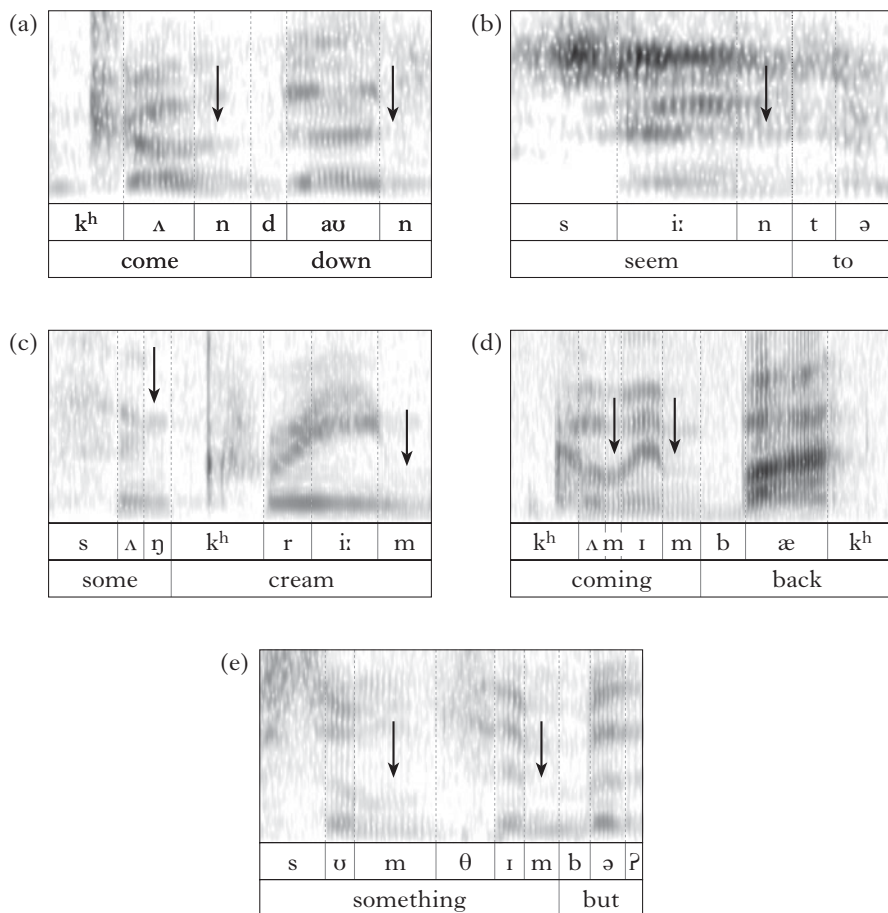 (a)
(b)
kʰ ʌ n d aʊ n
come down
s iː n t ə
seem to
(c)
(d)
s ʌ ŋ kʰ r iː m
some cream
kʰ ʌ m ɪ m b æ kʰ
coming back
(e)
s ʊ m θ ɪ m b ə ʔ
something but